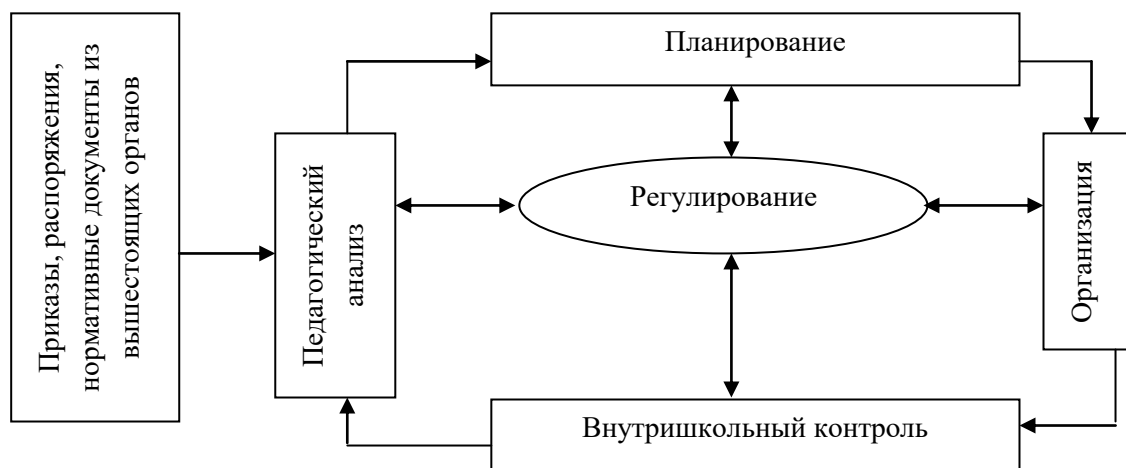 Приказы, распоряжения,
нормативные документы из
вышестоящих органов
Педагогический
анализ
Планирование
Регулирование
Организация
Внутришкольный контроль